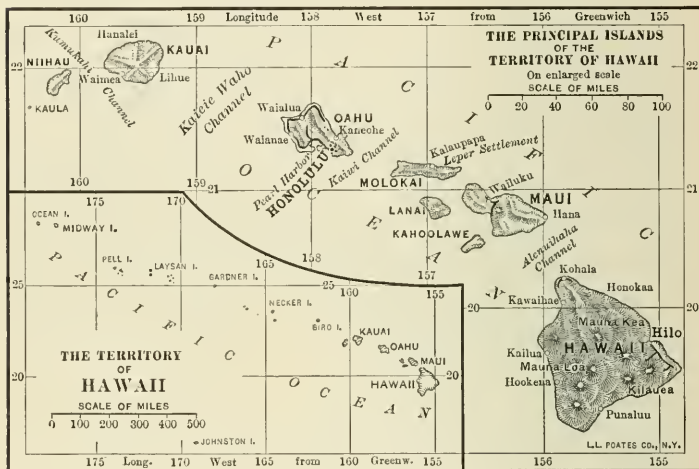 160
159
Longitude
158
West
157
from
156
Greenwich
155
THE PRINCIPAL ISLANDS
OF THE
TERRITORY OF HAWAII
On enlarged scale
SCALE OF MILES
0 20 40 60 80 100
PACIFIC
OCEAN
22
22
Kumukahi
Channel
Hanalei
KAUAI
NIIHAU
Waimea
Lihue
KAULA
Kaieie Waho
Channel
Waialua
OAHU
Kaneohe
Waianae
Pearl Harbor
HONOLULU
Kaiwi Channel
Kalaupapa
Leper Settlement
MOLOKAI
Wailuku
MAUI
LANAI
Hana
KAHOOLAWE
Alenuihaha
Channel
160
159
21
21
158
157
Kohala
Honokaa
20
20
Kawaihae
Mauna Kea
Hilo
HAWAII
Kailua
Mauna Loa
Hookena
Kilauea
Punaluu
L.L. POATES CO., N.Y.
156
155
175
170
OCEAN I.
MIDWAY I.
PELL I.
LAYSAN I.
GARDNER I.
165
25
25
NECKER I.
160
155
BIRD I.
KAUAI
OAHU
MAUI
HAWAII
PACIFIC
OCEAN
THE TERRITORY
OF
HAWAII
SCALE OF MILES
0 100 200 300 400 500
20
20
JOHNSTON I.
175
Long.
170
West
165
from
160
Greenw.
155